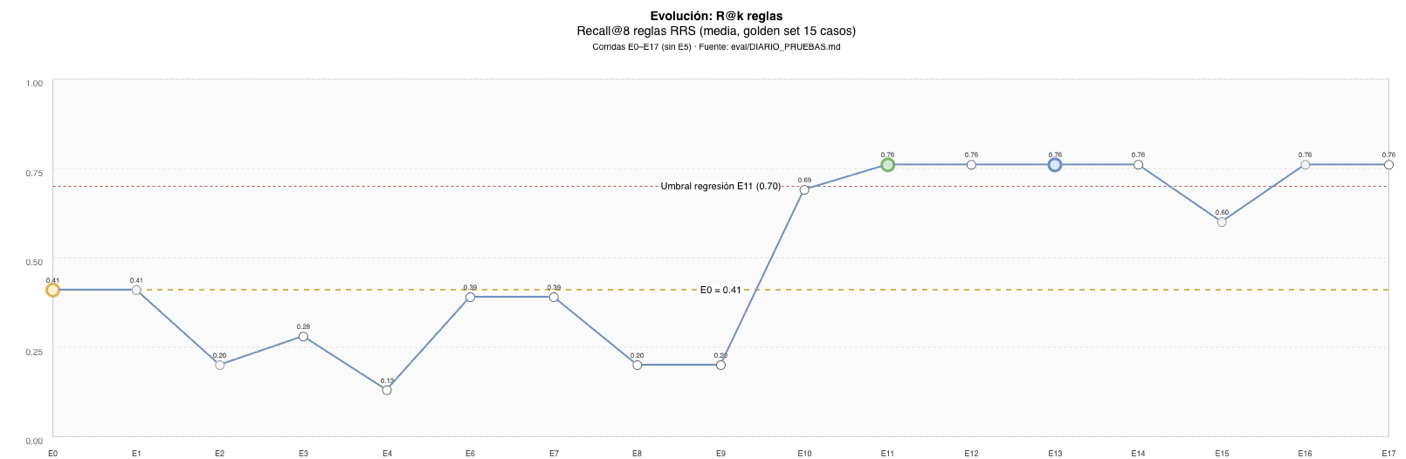 Evolución: R@k reglas
Recall@8 reglas RRS (media, golden set 15 casos)
Corridas E0–E17 (sin E5) · Fuente: eval/DIARIO_PRUEBAS.md
1.00
0.76 0.76 0.76 0.76 0.76 0.76
0.75
Umbral regresión E11 (0.70)
0.69
0.60
0.50
0.41 0.41
E0 = 0.41
0.39 0.39
0.28
0.25
0.20 0.20 0.20
0.13
0.00
E0 E1 E2 E3 E4 E6 E7 E8 E9 E10 E11 E12 E13 E14 E15 E16 E17